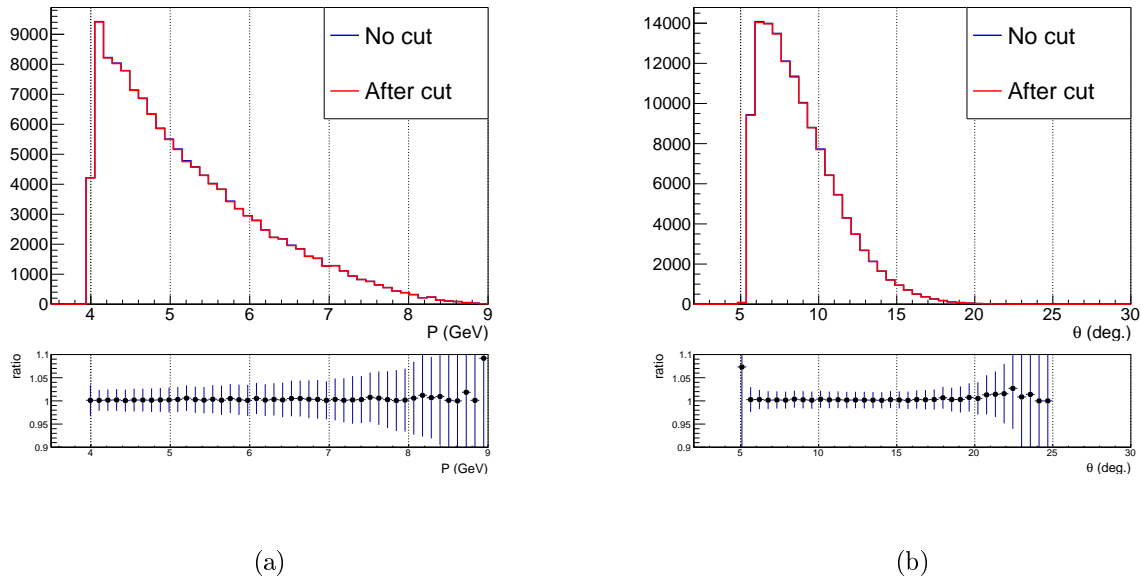 9000
8000
7000
6000
5000
4000
3000
2000
1000
0
No cut
After cut
4 5 6 7 8 9
P (GeV)
ratio
1.1
1.05
1
0.95
0.9
4 5 6 7 8 9
P (GeV)
(a)
14000
12000
10000
8000
6000
4000
2000
0
No cut
After cut
5 10 15 20 25 30
θ (deg.)
ratio
1.1
1.05
1
0.95
0.9
5 10 15 20 25 30
θ (deg.)
(b)